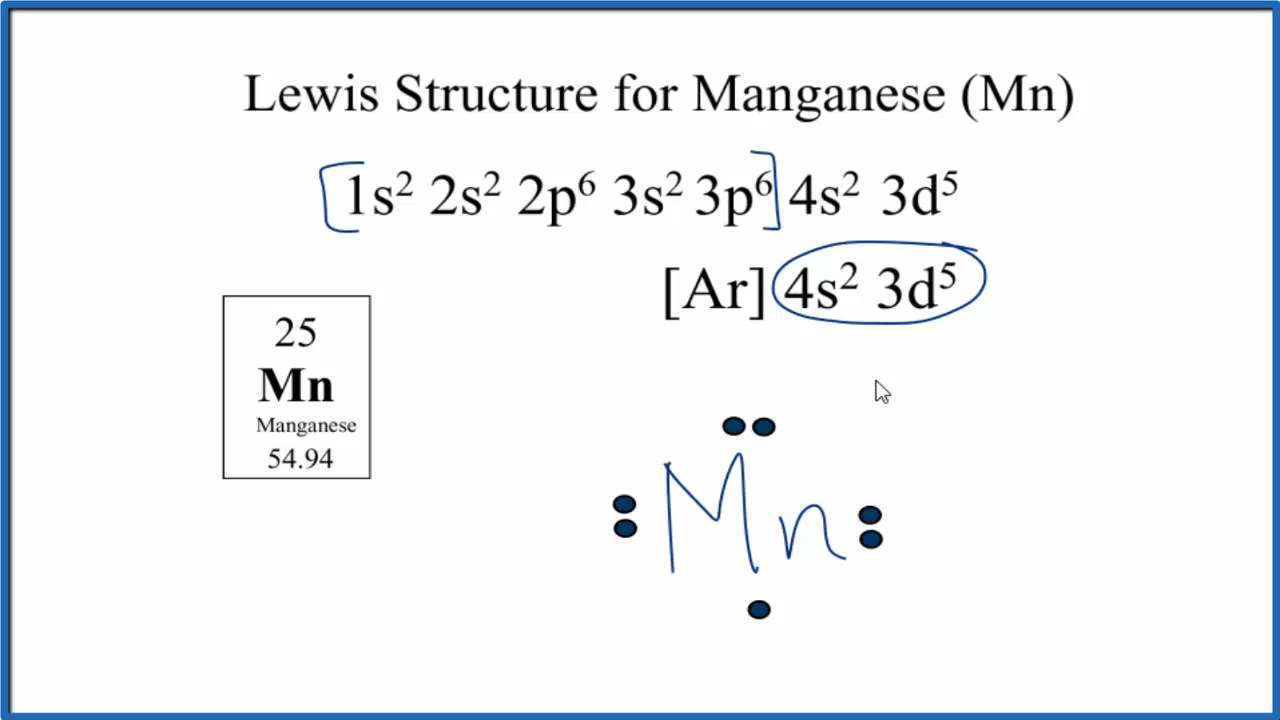 Lewis Structure for Manganese (Mn)
[1s² 2s² 2p⁶ 3s² 3p⁶] 4s² 3d⁵
[Ar] 4s² 3d⁵
25
Mn
Manganese
54.94
Mn